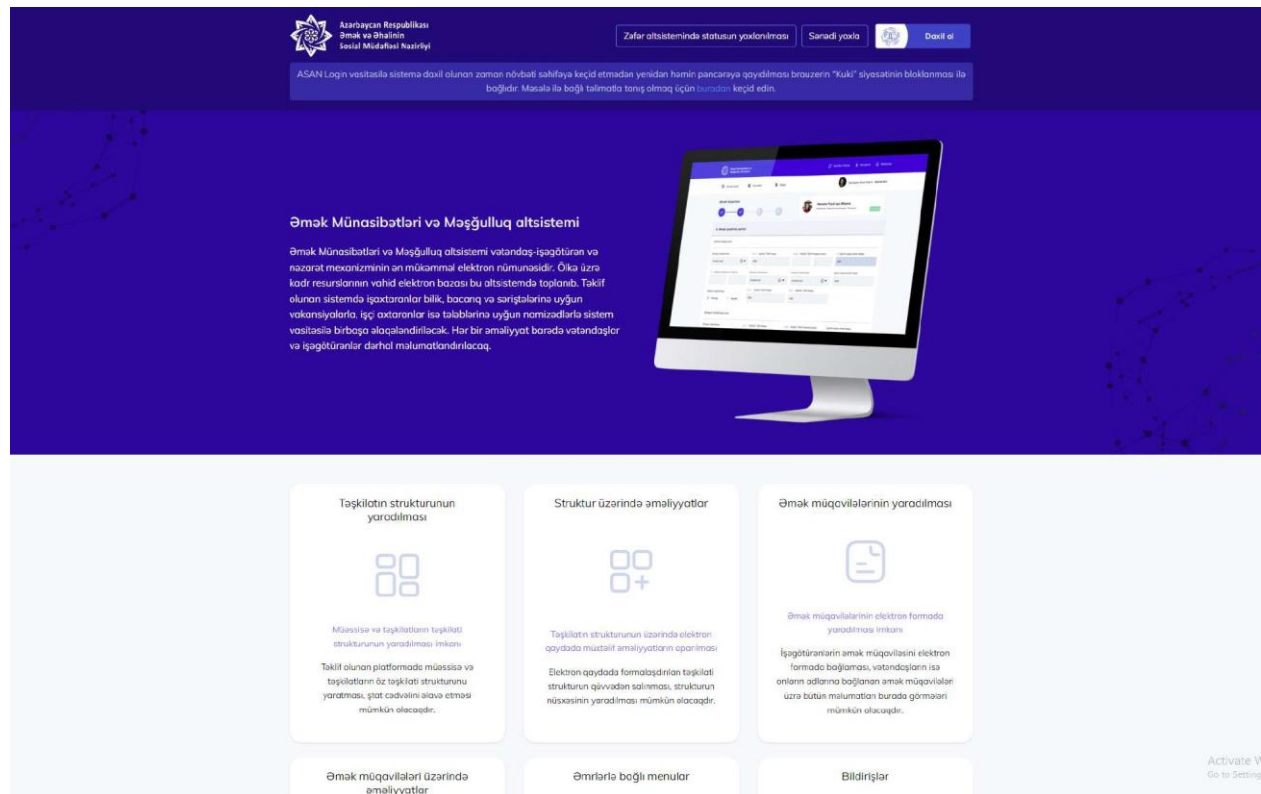 Azərbaycan Respublikası
Əmək və Əhalinin
Sosial Müdafiəsi Nazirliyi
Zəfər altsistemində statusun yoxlanılması
Sənədi yoxla
Daxil ol
ASAN Login vasitəsilə sistemə daxil olunan zaman növbəti səhifəyə keçid etmədən yenidən həmin pəncərəyə qayıdılması brauzerin "Kuki" siyasətinin bloklanması ilə
bağlıdır. Məsələ ilə bağlı təlimatla tanış olmaq üçün buradan keçid edin.
Əmək Münasibətləri və Məşğulluq altsistemi
Əmək Münasibətləri və Məşğulluq altsistemi vətəndaş-işəgötürən və
nəzarət mexanizminin ən mükəmməl elektron nümunəsidir. Ölkə üzrə
kadr resurslarının vahid elektron bazası bu altsistemdə toplanıb. Təklif
olunan sistemdə işaxtaranlar bilik, bacarıq və səriştələrinə uyğun
vakansiyalarla, işçi axtaranlar isə tələblərinə uyğun namizədlərlə sistem
vasitəsilə birbaşa əlaqələndiriləcək. Hər bir əməliyyat barədə vətəndaşlar
və işəgötürənlər dərhal məlumatlandırılacaq.
Təşkilatın strukturunun
yaradılması
Müəssisə və təşkilatların təşkilati
strukturunun yaradılması imkanı
Təklif olunan platformada müəssisə və
təşkilatların öz təşkilati strukturunu
yaratması, ştat cədvəlini əlavə etməsi
mümkün olacaqdır.
Struktur üzərində əməliyyatlar
Təşkilatın strukturunun üzərində elektron
qaydada müxtəlif əməliyyatların aparılması
Elektron qaydada formalaşdırılan təşkilati
strukturun qüvvədən salınması, strukturun
nüsxəsinin yaradılması mümkün olacaqdır.
Əmək müqavilələrinin yaradılması
Əmək müqavilələrinin elektron formada
yaradılması imkanı
İşəgötürənlərin əmək müqaviləsini elektron
formada bağlaması, vətəndaşların isə
onların adlarına bağlanan əmək müqavilələri
üzrə bütün məlumatları burada görmələri
mümkün olacaqdır.
Əmək müqavilələri üzərində
əməliyyatlar
Əmrlərlə bağlı menular
Bildirişlər
Activate W
Go to Setting